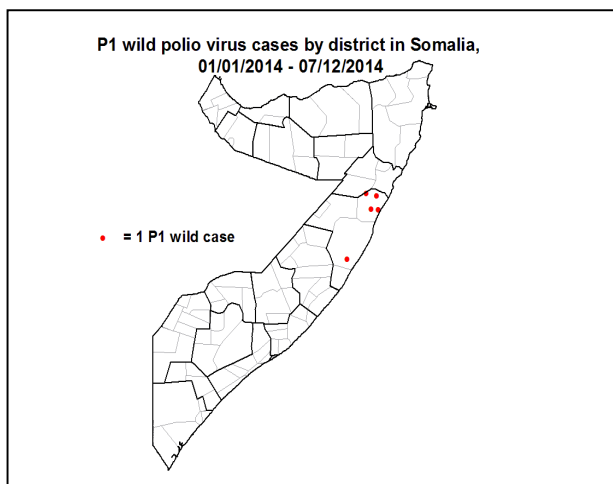 P1 wild polio virus cases by district in Somalia,
01/01/2014 - 07/12/2014
= 1 P1 wild case